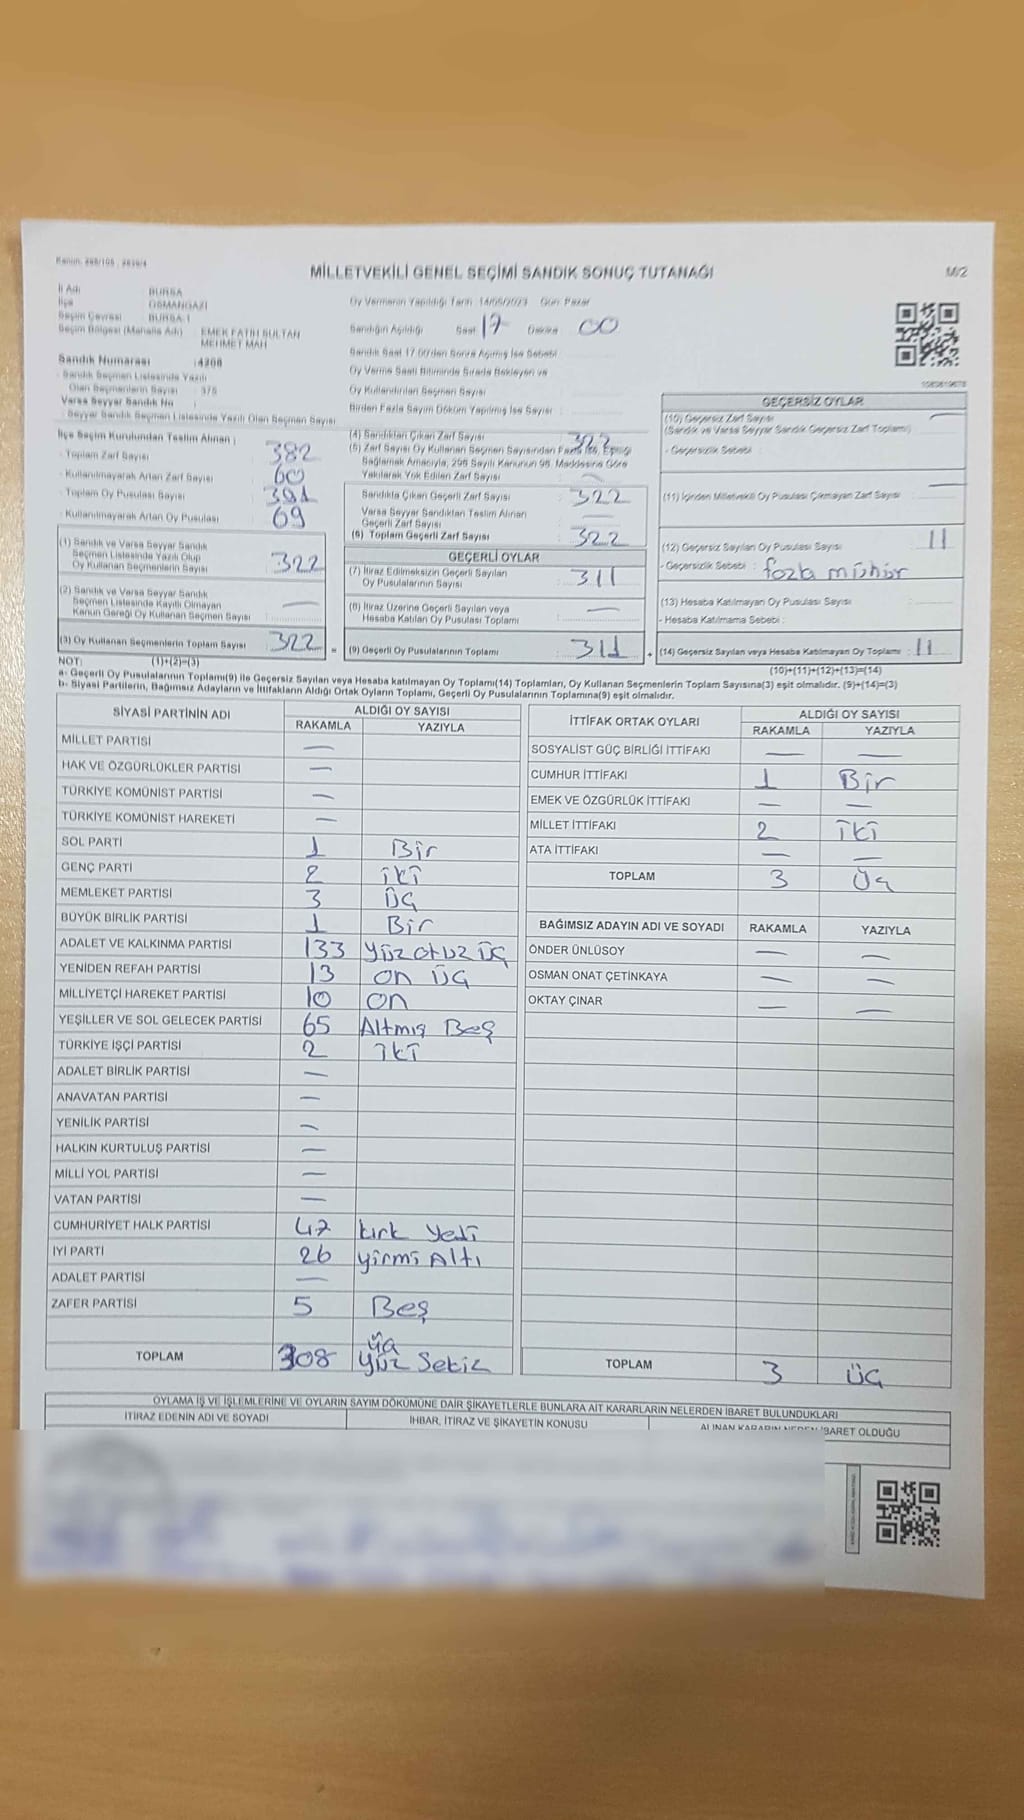 Kanun: 298/105 , 2839/4
MİLLETVEKİLİ GENEL SEÇİMİ SANDIK SONUÇ TUTANAĞI
M/2
İl Adı : BURSA
İlçe : OSMANGAZİ
Seçim Çevresi : BURSA-1
Seçim Bölgesi (Mahalle Adı) : EMEK FATİH SULTAN MEHMET MAH
Sandık Numarası :4206
- Sandık Seçmen Listesinde Yazılı
Olan Seçmenlerin Sayısı : 375
Varsa Seyyar Sandık No :
- Seyyar Sandık Seçmen Listesinde Yazılı Olan Seçmen Sayısı :
Oy Vermenin Yapıldığı Tarih: 14/05/2023 Gün: Pazar
Sandığın Açıldığı Saat 17 Dakika 00
Sandık Saat 17:00'den Sonra Açılmış İse Sebebi
Oy Verme Saati Bitiminde Sırada Bekleyen ve
Oy Kullandırılan Seçmen Sayısı
Birden Fazla Sayım Döküm Yapılmış İse Sayısı
İlçe Seçim Kurulundan Teslim Alınan ;
- Toplam Zarf Sayısı : 382
- Kullanılmayarak Artan Zarf Sayısı : 60
- Toplam Oy Pusulası Sayısı : 391
- Kullanılmayarak Artan Oy Pusulası : 69
(1) Sandık ve Varsa Seyyar Sandık
Seçmen Listesinde Yazılı Olup
Oy Kullanan Seçmenlerin Sayısı : 322
(2) Sandık ve Varsa Seyyar Sandık
Seçmen Listesinde Kayıtlı Olmayan
Kanun Gereği Oy Kullanan Seçmen Sayısı : —
(3) Oy Kullanan Seçmenlerin Toplam Sayısı : 322 =
(4) Sandıktan Çıkan Zarf Sayısı : 322
(5) Zarf Sayısı Oy Kullanan Seçmen Sayısından Fazla İse, Eşitliği
Sağlamak Amacıyla, 298 Sayılı Kanunun 98. Maddesine Göre
Yakılarak Yok Edilen Zarf Sayısı : —
Sandıkta Çıkan Geçerli Zarf Sayısı : 322
Varsa Seyyar Sandıktan Teslim Alınan
Geçerli Zarf Sayısı : —
(6) Toplam Geçerli Zarf Sayısı : 322
GEÇERLİ OYLAR
(7) İtiraz Edilmeksizin Geçerli Sayılan
Oy Pusulalarının Sayısı : 311
(8) İtiraz Üzerine Geçerli Sayılan veya
Hesaba Katılan Oy Pusulası Toplamı : —
(9) Geçerli Oy Pusulalarının Toplamı : 311 +
GEÇERSİZ OYLAR
(10) Geçersiz Zarf Sayısı —
(Sandık ve Varsa Seyyar Sandık Geçersiz Zarf Toplamı)
- Geçersizlik Sebebi :
(11) İçinden Milletvekili Oy Pusulası Çıkmayan Zarf Sayısı : —
(12) Geçersiz Sayılan Oy Pusulası Sayısı : 11
- Geçersizlik Sebebi : fazla mühür
(13) Hesaba Katılmayan Oy Pusulası Sayısı :
- Hesaba Katılmama Sebebi :
(14) Geçersiz Sayılan veya Hesaba Katılmayan Oy Toplamı : 11
NOT: (1)+(2)=(3) (10)+(11)+(12)+(13)=(14)
a- Geçerli Oy Pusulalarının Toplamı(9) ile Geçersiz Sayılan veya Hesaba katılmayan Oy Toplamı(14) Toplamları, Oy Kullanan Seçmenlerin Toplam Sayısına(3) eşit olmalıdır. (9)+(14)=(3)
b- Siyasi Partilerin, Bağımsız Adayların ve İttifakların Aldığı Ortak Oyların Toplamı, Geçerli Oy Pusulalarının Toplamına(9) eşit olmalıdır.
SİYASİ PARTİNİN ADI ALDIĞI OY SAYISI
RAKAMLA YAZIYLA
MİLLET PARTİSİ —
HAK VE ÖZGÜRLÜKLER PARTİSİ —
TÜRKİYE KOMÜNİST PARTİSİ —
TÜRKİYE KOMÜNİST HAREKETİ —
SOL PARTİ 1 Bir
GENÇ PARTİ 2 iki
MEMLEKET PARTİSİ 3 üç
BÜYÜK BİRLİK PARTİSİ 1 Bir
ADALET VE KALKINMA PARTİSİ 133 yüz otuz üç
YENİDEN REFAH PARTİSİ 13 on üç
MİLLİYETÇİ HAREKET PARTİSİ 10 on
YEŞİLLER VE SOL GELECEK PARTİSİ 65 Altmış Beş
TÜRKİYE İŞÇİ PARTİSİ 2 iki
ADALET BİRLİK PARTİSİ —
ANAVATAN PARTİSİ —
YENİLİK PARTİSİ —
HALKIN KURTULUŞ PARTİSİ —
MİLLİ YOL PARTİSİ —
VATAN PARTİSİ —
CUMHURİYET HALK PARTİSİ 47 kırk yedi
İYİ PARTİ 26 yirmi Altı
ADALET PARTİSİ —
ZAFER PARTİSİ 5 Beş
TOPLAM 308 üç yüz Sekiz
İTTİFAK ORTAK OYLARI ALDIĞI OY SAYISI
RAKAMLA YAZIYLA
SOSYALİST GÜÇ BİRLİĞİ İTTİFAKI — —
CUMHUR İTTİFAKI 1 Bir
EMEK VE ÖZGÜRLÜK İTTİFAKI — —
MİLLET İTTİFAKI 2 iki
ATA İTTİFAKI — —
TOPLAM 3 üç
BAĞIMSIZ ADAYIN ADI VE SOYADI RAKAMLA YAZIYLA
ÖNDER ÜNLÜSOY — —
OSMAN ONAT ÇETİNKAYA — —
OKTAY ÇINAR — —
TOPLAM 3 üç
OYLAMA İŞ VE İŞLEMLERİNE VE OYLARIN SAYIM DÖKÜMÜNE DAİR ŞİKAYETLERLE BUNLARA AİT KARARLARIN NELERDEN İBARET BULUNDUKLARI
İTİRAZ EDENİN ADI VE SOYADI İHBAR, İTİRAZ VE ŞİKAYETİN KONUSU ALINAN KARARIN NEDEN İBARET OLDUĞU